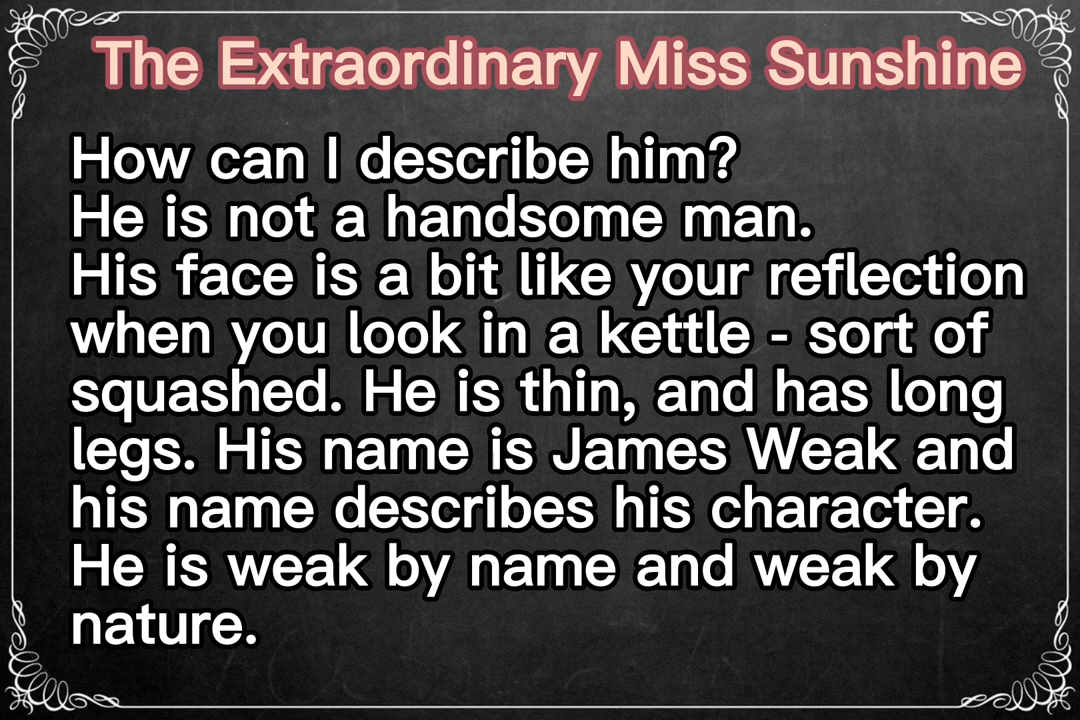 The Extraordinary Miss Sunshine
How can I describe him?
He is not a handsome man.
His face is a bit like your reflection
when you look in a kettle - sort of
squashed. He is thin, and has long
legs. His name is James Weak and
his name describes his character.
He is weak by name and weak by
nature.